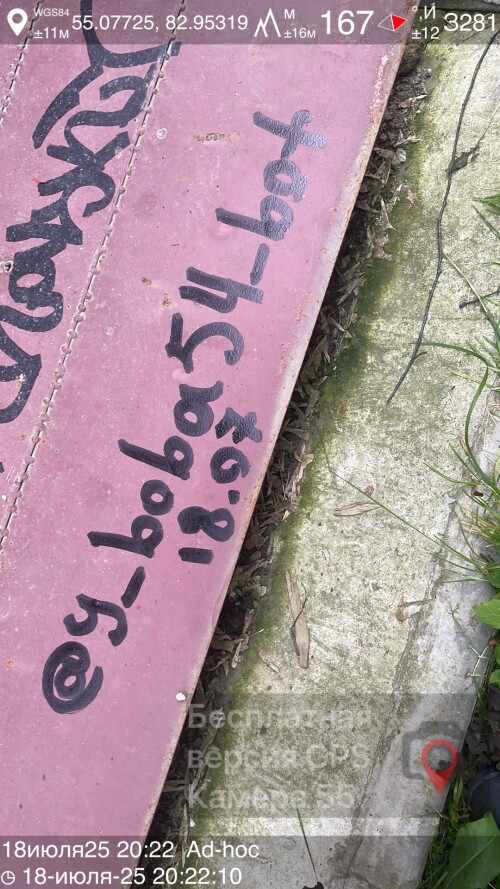 WGS84
±11м
55.07725, 82.95319
М
±16м
167
,И
±12
3281
@y_boba54_bot
18.07
Бесплатная
версия GPS
Камера 55
18июля25 20:22 Ad-hoc
18-июля-25 20:22:10